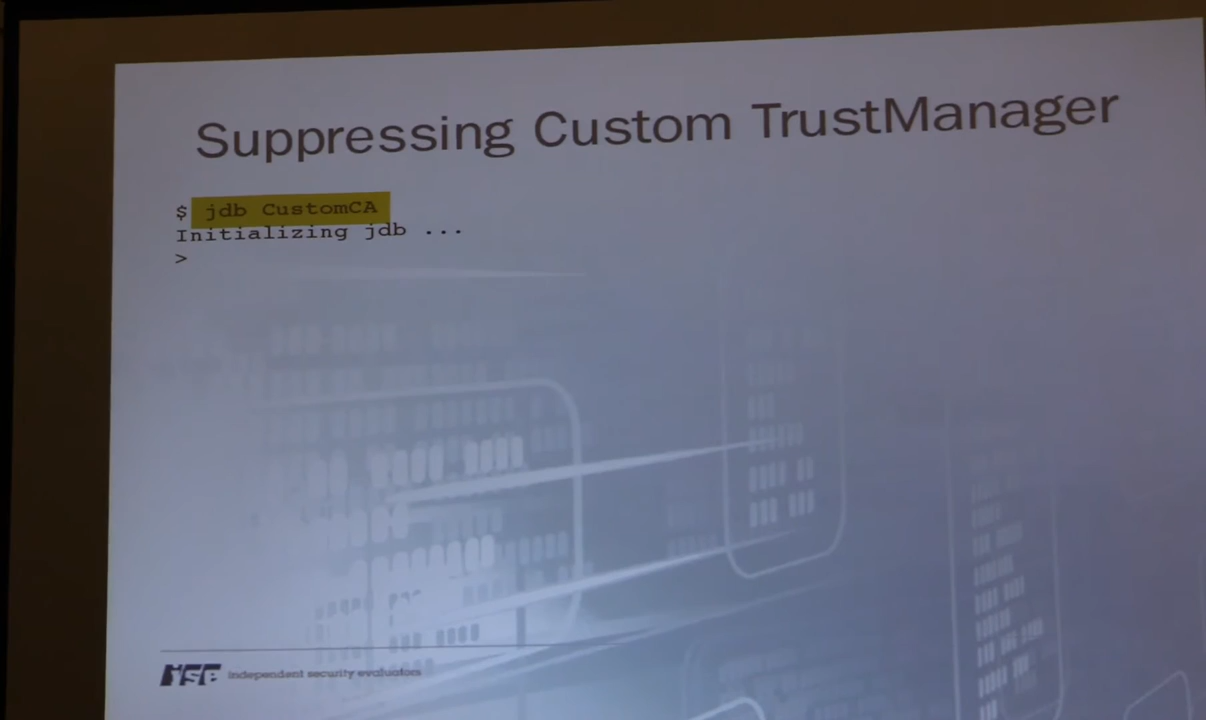 Suppressing Custom TrustManager
$ jdb CustomCA
Initializing jdb ...
>
ise independent security evaluators